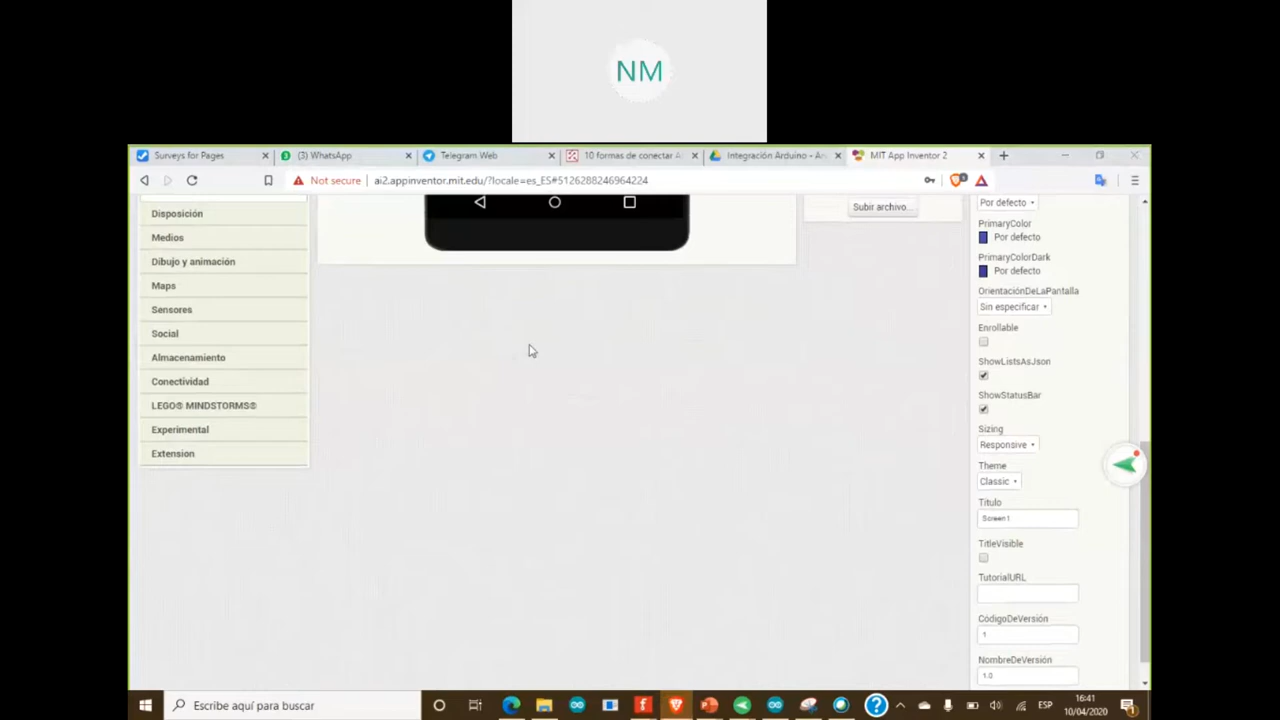 NM
Surveys for Pages
(3) WhatsApp
Telegram Web
10 formas de conectar A
Integración Arduino - An
MIT App Inventor 2
Not secure
ai2.appinventor.mit.edu/?locale=es_ES#5126288246964224
Disposición
Medios
Dibujo y animación
Maps
Sensores
Social
Almacenamiento
Conectividad
LEGO® MINDSTORMS®
Experimental
Extension
Subir archivo...
Por defecto
PrimaryColor
Por defecto
PrimaryColorDark
Por defecto
OrientaciónDeLaPantalla
Sin especificar
Enrollable
ShowListsAsJson
ShowStatusBar
Sizing
Responsive
Theme
Classic
Título
Screen1
TitleVisible
TutorialURL
CódigoDeVersión
1
NombreDeVersión
1.0
Escribe aquí para buscar
ESP
16:41
10/04/2020